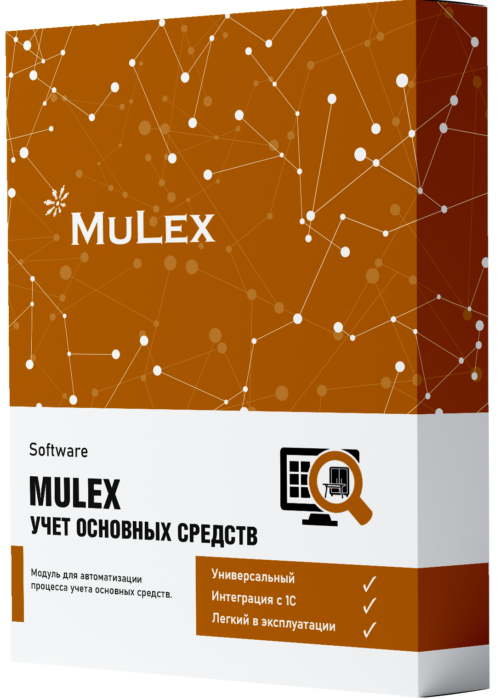 MULEX
Software
MULEX
УЧЕТ ОСНОВНЫХ СРЕДСТВ
Модуль для автоматизации
процесса учета основных средств.
Универсальный
Интеграция с 1С
Легкий в эксплуатации